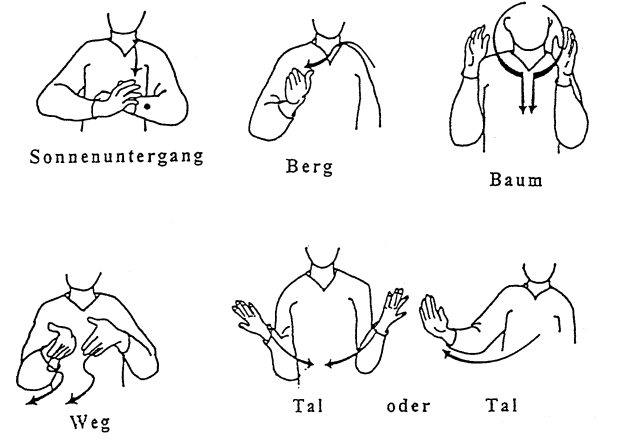 Sonnenuntergang
Berg
Baum
Weg
Tal oder Tal